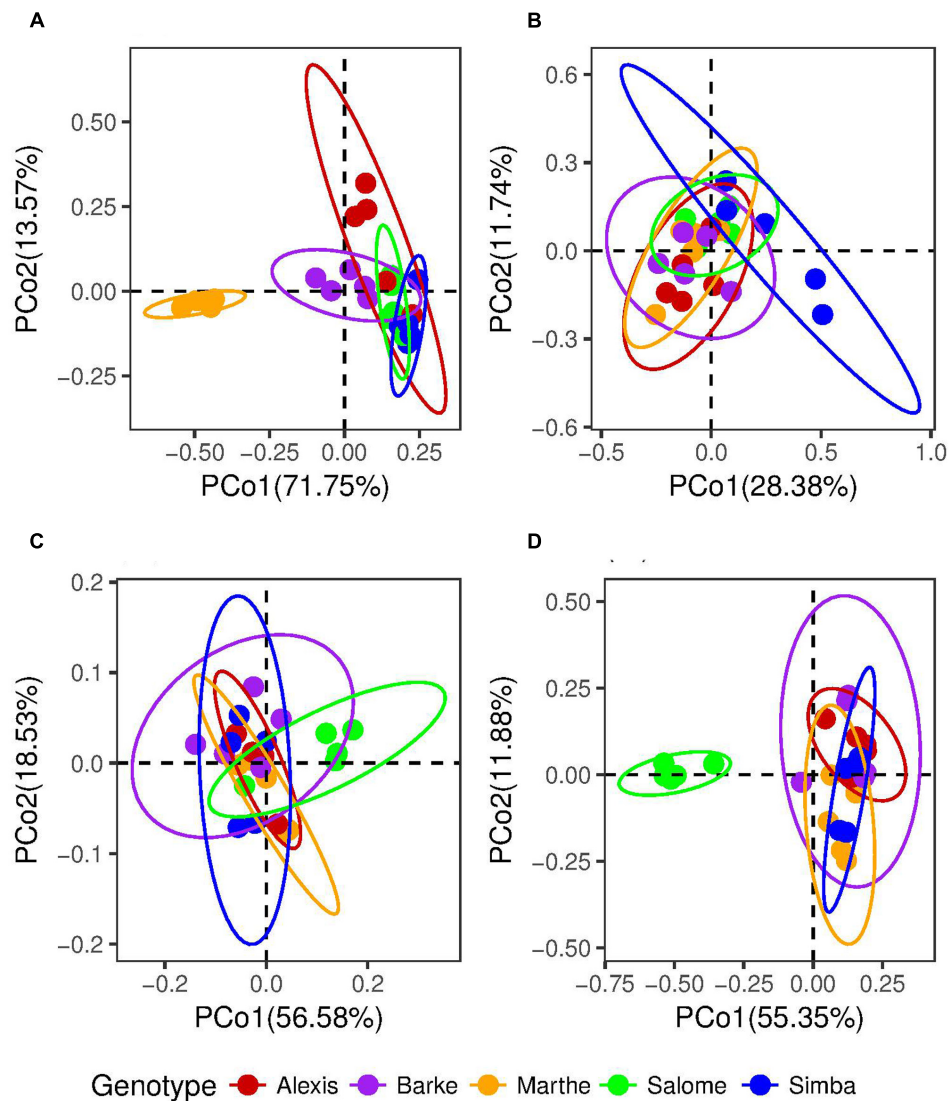 A
B
PCo2(13.57%)
0.50
0.25
0.00
−0.25
−0.50
−0.25
0.00
0.25
PCo1(71.75%)
PCo2(11.74%)
0.6
0.3
0.0
−0.3
−0.6
−0.5
0.0
0.5
1.0
PCo1(28.38%)
C
D
PCo2(18.53%)
0.2
0.1
0.0
−0.1
−0.2
−0.2
0.0
0.2
PCo1(56.58%)
PCo2(11.88%)
0.50
0.25
0.00
−0.25
−0.50
−0.75
−0.50
−0.25
0.00
0.25
PCo1(55.35%)
Genotype Alexis Barke Marthe Salome Simba